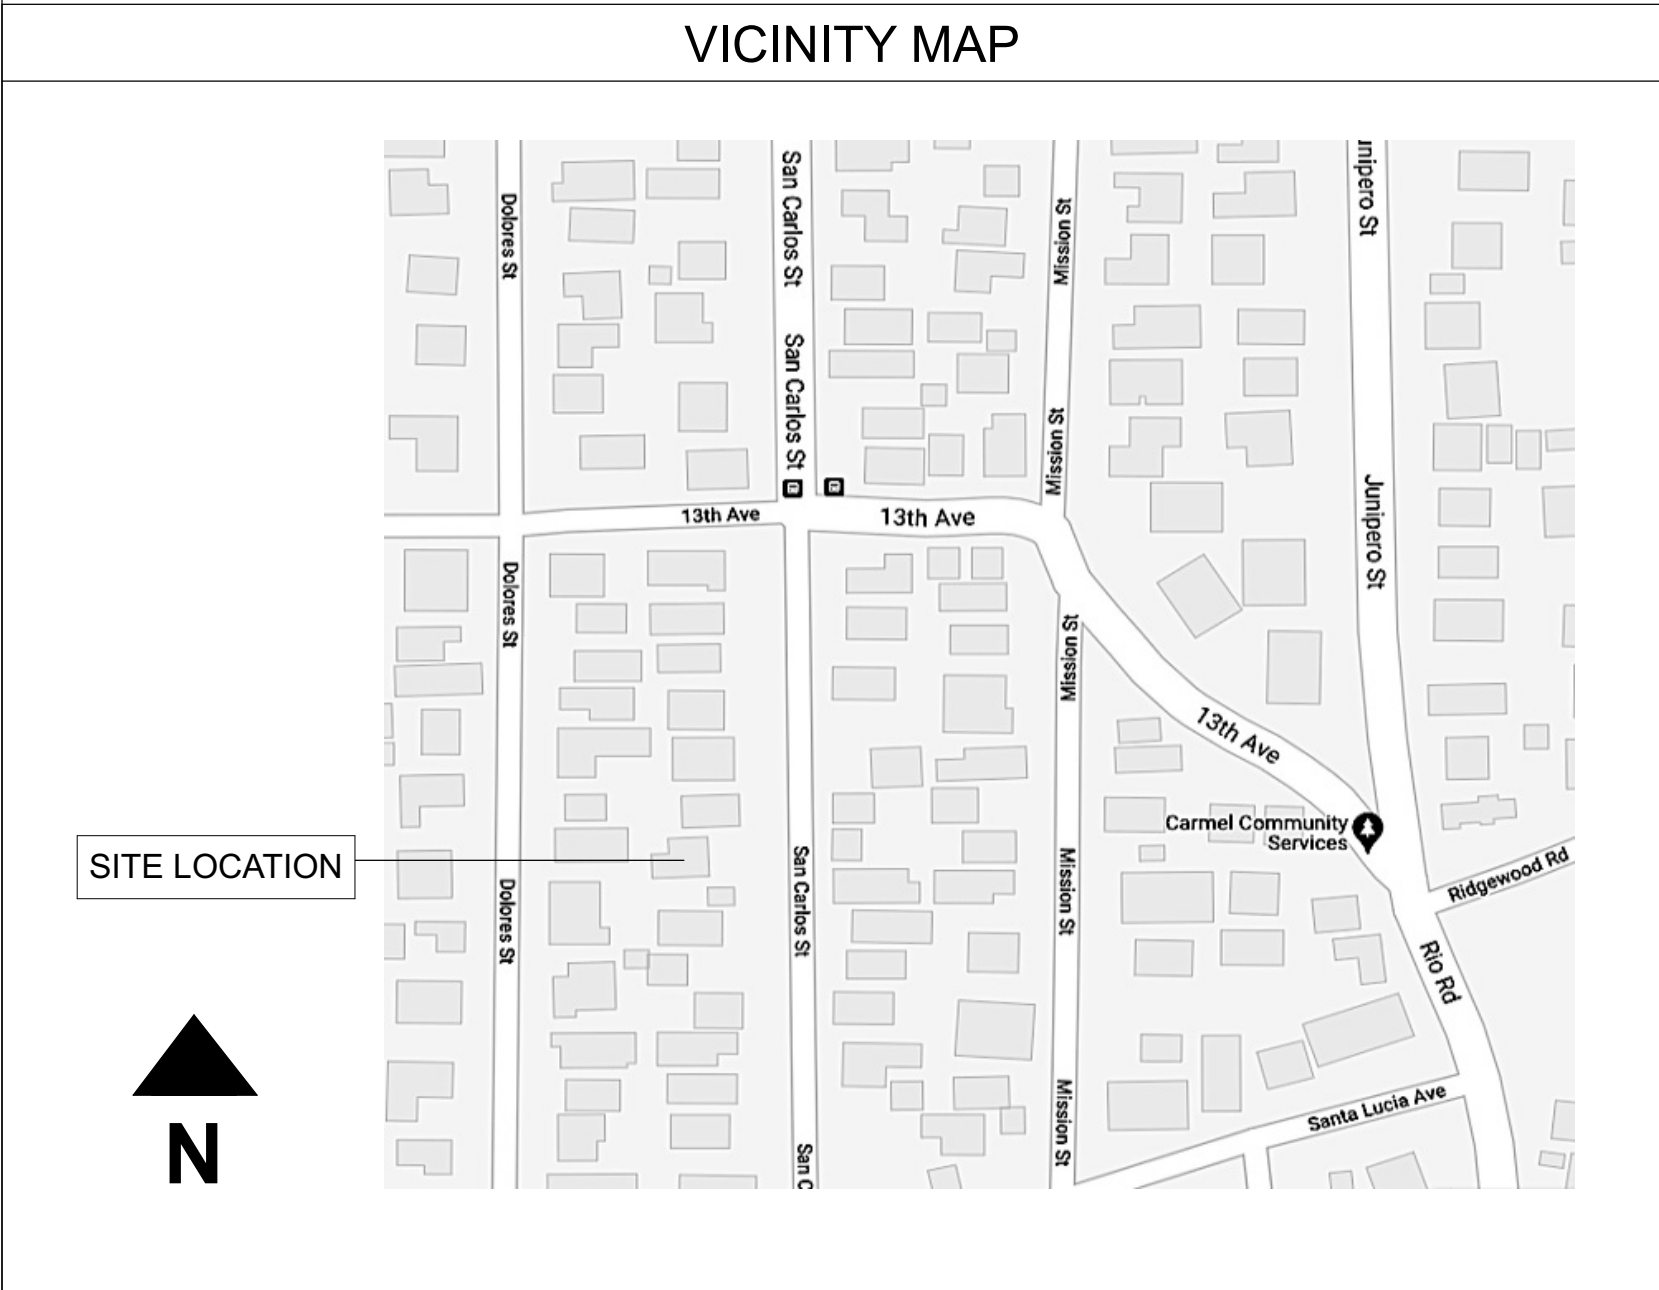 VICINITY MAP
Dolores St
San Carlos St
Mission St
unipero St
San Carlos St
Mission St
Junipero St
13th Ave
13th Ave
Dolores St
Mission St
13th Ave
Carmel Community
Services
SITE LOCATION
Dolores St
San Carlos St
Mission St
Ridgewood Rd
Rio Rd
N
Santa Lucia Ave
Mission St
San C